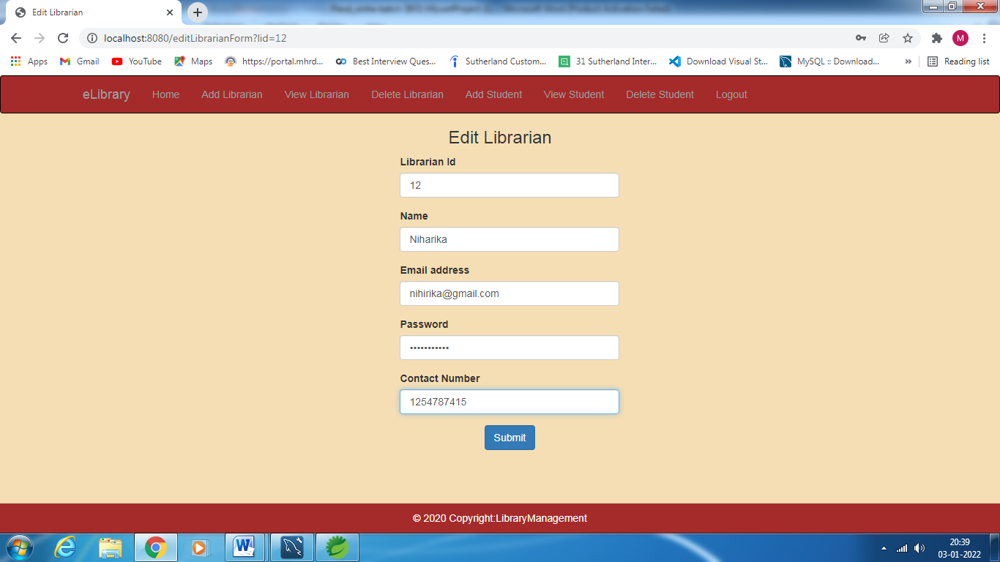 Edit Librarian
localhost:8080/editLibrarianForm?lid=12
M
Apps Gmail YouTube Maps https://portal.mhrd... Best Interview Ques... Sutherland Custom... 31 Sutherland Inter... Download Visual St... MySQL :: Download... » Reading list
eLibrary Home Add Librarian View Librarian Delete Librarian Add Student View Student Delete Student Logout
Edit Librarian
Librarian Id
12
Name
Niharika
Email address
nihirika@gmail.com
Password
•••••••••••
Contact Number
1254787415
Submit
© 2020 Copyright:LibraryManagement
20:39
03-01-2022